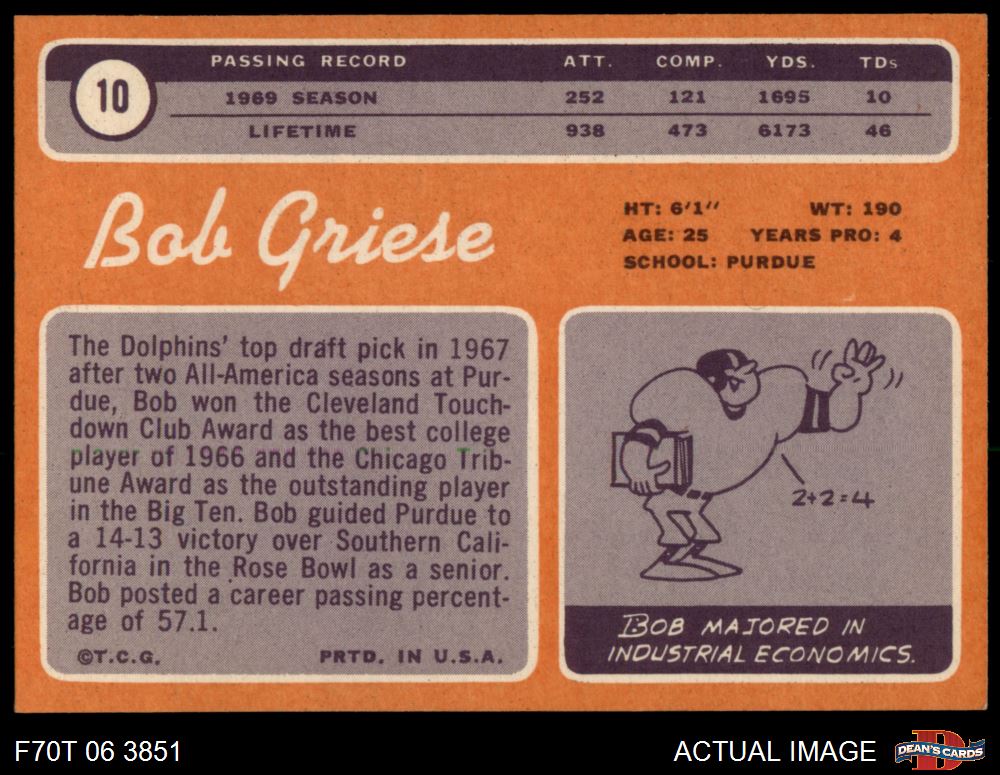 PASSING RECORD ATT. COMP. YDS. TDs
10
1969 SEASON 252 121 1695 10
LIFETIME 938 473 6173 46
Bob Griese
HT: 6'1" WT: 190
AGE: 25 YEARS PRO: 4
SCHOOL: PURDUE
The Dolphins' top draft pick in 1967
after two All-America seasons at Pur-
due, Bob won the Cleveland Touch-
down Club Award as the best college
player of 1966 and the Chicago Trib-
une Award as the outstanding player
in the Big Ten. Bob guided Purdue to
a 14-13 victory over Southern Cali-
fornia in the Rose Bowl as a senior.
Bob posted a career passing percent-
age of 57.1.
©T.C.G. PRTD. IN U.S.A.
2+2=4
BOB MAJORED IN
INDUSTRIAL ECONOMICS.
F70T 06 3851
ACTUAL IMAGE
DEAN'S CARDS